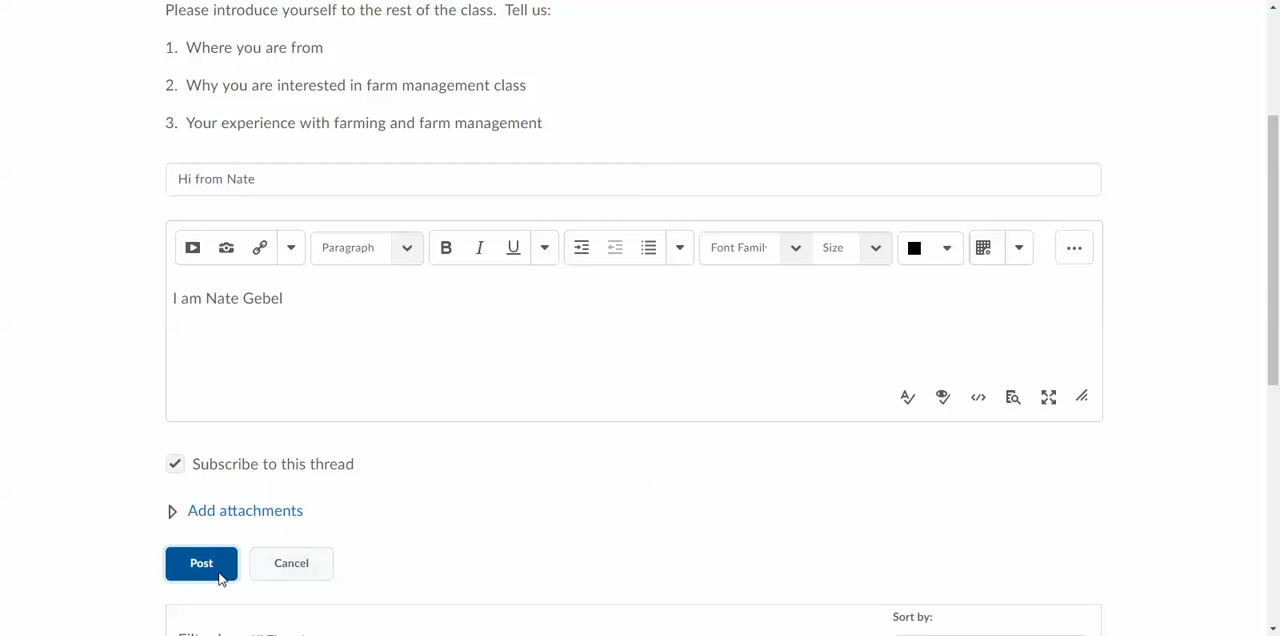 Please introduce yourself to the rest of the class.  Tell us:
1.  Where you are from
2.  Why you are interested in farm management class
3.  Your experience with farming and farm management
Hi from Nate
Paragraph B I U Font Famil Size
I am Nate Gebel
Subscribe to this thread
Add attachments
Post Cancel
Sort by: